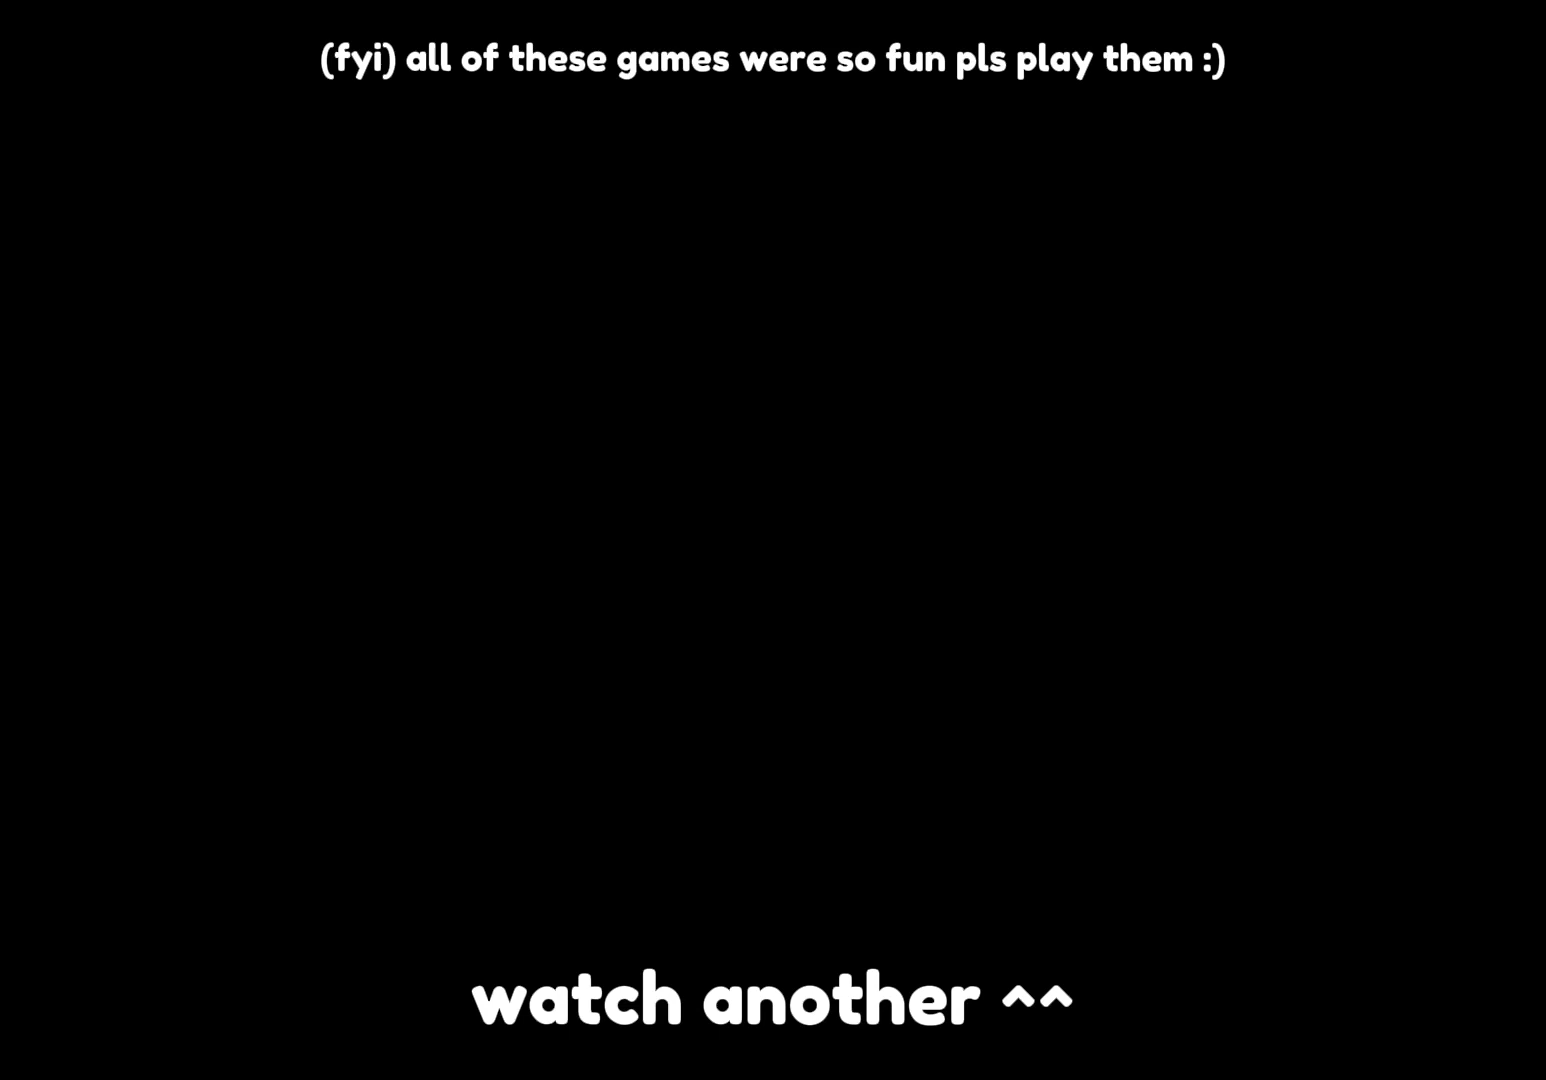 (fyi) all of these games were so fun pls play them :)
watch another ^^